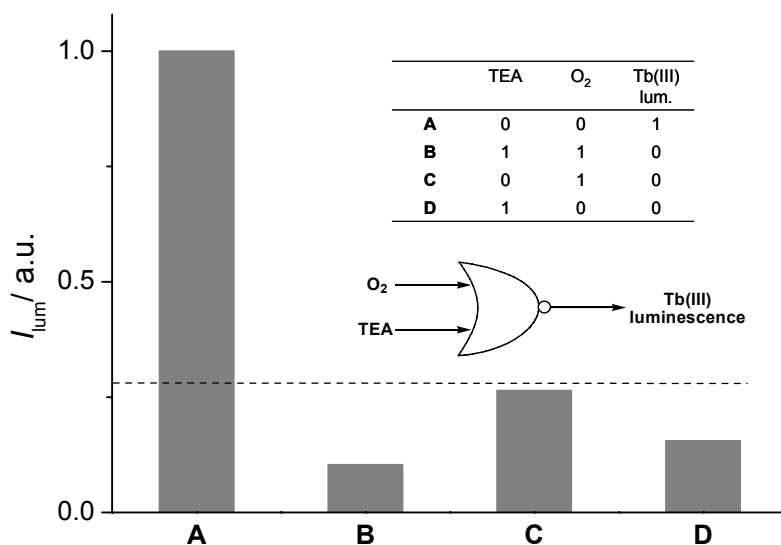 1.0
0.5
0.0
I_lum / a.u.
TEA O₂ Tb(III)
lum.
A 0 0 1
B 1 1 0
C 0 1 0
D 1 0 0
O₂
TEA
Tb(III)
luminescence
A B C D